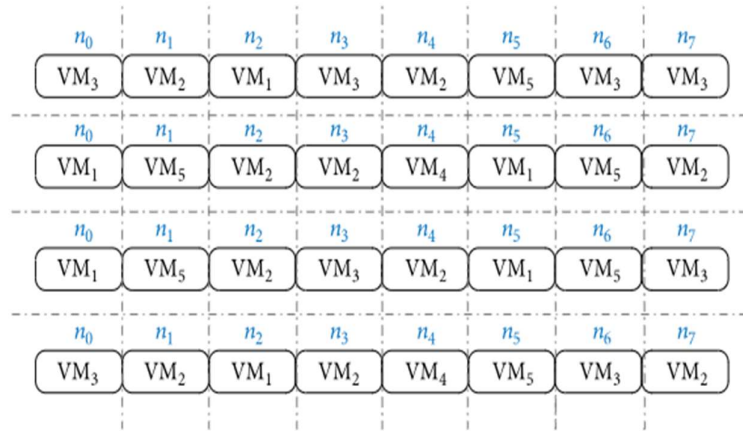 n₀ n₁ n₂ n₃ n₄ n₅ n₆ n₇
VM₃ VM₂ VM₁ VM₃ VM₂ VM₅ VM₃ VM₃
n₀ n₁ n₂ n₃ n₄ n₅ n₆ n₇
VM₁ VM₅ VM₂ VM₂ VM₄ VM₁ VM₅ VM₂
n₀ n₁ n₂ n₃ n₄ n₅ n₆ n₇
VM₁ VM₅ VM₂ VM₃ VM₂ VM₁ VM₅ VM₃
n₀ n₁ n₂ n₃ n₄ n₅ n₆ n₇
VM₃ VM₂ VM₁ VM₂ VM₄ VM₅ VM₃ VM₂